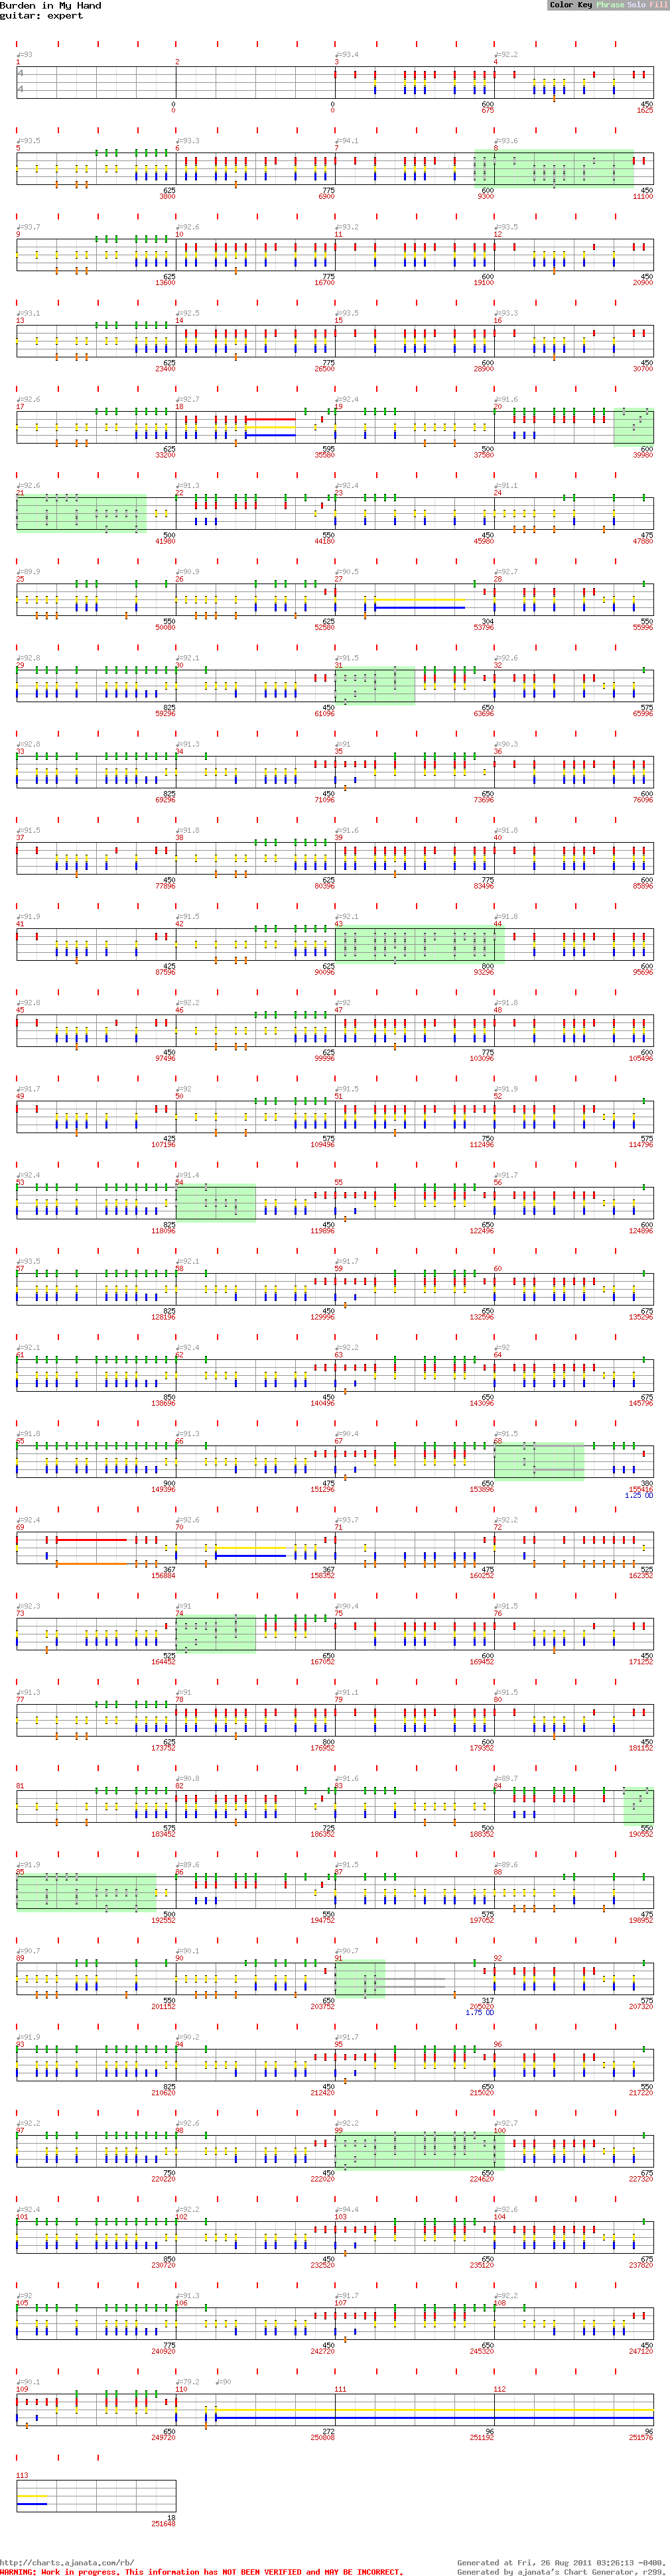 Burden in My Hand
guitar: expert
Color Key Phrase Solo Fill
♩=93 ♩=93.4 ♩=92.2
1 2 3 4
4
4
0 0 675 450
0 0 675 1625
♩=93.5 ♩=93.3 ♩=94.1 ♩=93.6
5 6 7 8
625 775 600 450
3800 6900 9300 11100
♩=93.7 ♩=92.6 ♩=93.2 ♩=93.5
9 10 11 12
625 775 600 450
13600 16700 19100 20900
♩=93.1 ♩=92.5 ♩=93.5 ♩=93.3
13 14 15 16
625 775 600 450
23400 26500 28900 30700
♩=92.6 ♩=92.7 ♩=92.4 ♩=91.6
17 18 19 20
625 595 500 600
33200 35580 37580 39980
♩=92.6 ♩=91.3 ♩=92.4 ♩=91.1
21 22 23 24
500 550 450 475
41980 44180 45980 47880
♩=89.9 ♩=90.9 ♩=90.5 ♩=92.7
25 26 27 28
550 625 304 550
50080 52580 53796 55996
♩=92.8 ♩=92.1 ♩=91.5 ♩=92.6
29 30 31 32
825 450 650 575
59296 61096 63696 65996
♩=92.8 ♩=91.3 ♩=91 ♩=90.3
33 34 35 36
825 450 650 600
69296 71096 73696 76096
♩=91.5 ♩=91.8 ♩=91.6 ♩=91.8
37 38 39 40
450 625 775 600
77896 80396 83496 85896
♩=91.9 ♩=91.5 ♩=92.1 ♩=91.8
41 42 43 44
425 625 800 600
87596 90096 93296 95696
♩=92.8 ♩=92.2 ♩=92 ♩=91.8
45 46 47 48
450 625 775 600
97496 99996 103096 105496
♩=91.7 ♩=92 ♩=91.5 ♩=91.9
49 50 51 52
425 575 750 575
107196 109496 112496 114796
♩=92.4 ♩=91.4 ♩=91.7
53 54 55 56
825 450 650 600
118096 119896 122496 124896
♩=93.5 ♩=92.1 ♩=91.7
57 58 59 60
825 450 650 675
128196 129996 132596 135296
♩=92.1 ♩=92.4 ♩=92.2 ♩=92
61 62 63 64
850 450 650 675
138696 140496 143096 145796
♩=91.8 ♩=91.3 ♩=90.4 ♩=91.5
65 66 67 68
900 475 650 380
149396 151296 153896 155416
1.25 OD
♩=92.4 ♩=92.6 ♩=93.7 ♩=92.2
69 70 71 72
367 367 475 525
156884 158352 160252 162352
♩=92.3 ♩=91 ♩=90.4 ♩=91.5
73 74 75 76
525 650 600 450
164452 167052 169452 171252
♩=91.3 ♩=91 ♩=91.1 ♩=91.5
77 78 79 80
625 800 600 450
173752 176952 179352 181152
♩=90.8 ♩=91.6 ♩=89.7
81 82 83 84
575 725 500 550
183452 186352 188352 190552
♩=91.9 ♩=89.6 ♩=91.5 ♩=89.6
85 86 87 88
500 550 575 475
192552 194752 197052 198952
♩=90.7 ♩=90.1 ♩=90.7
89 90 91 92
550 650 317 575
201152 203752 205020 207320
1.75 OD
♩=91.9 ♩=90.2 ♩=91.7
93 94 95 96
825 450 650 550
210620 212420 215020 217220
♩=92.2 ♩=92.6 ♩=92.2 ♩=92.7
97 98 99 100
750 450 650 675
220220 222020 224620 227320
♩=92.4 ♩=92.2 ♩=94.4 ♩=92.6
101 102 103 104
850 450 650 675
230720 232520 235120 237820
♩=92 ♩=91.3 ♩=91.7 ♩=92.2
105 106 107 108
775 450 650 450
240920 242720 245320 247120
♩=90.1 ♩=79.2 ♩=90
109 110 111 112
650 272 96 96
249720 250808 251192 251576
113
18
251648
http://charts.ajanata.com/rb/
Generated at Fri, 26 Aug 2011 03:26:13 -0400.
WARNING: Work in progress. This information has NOT BEEN VERIFIED and MAY BE INCORRECT.
Generated by ajanata's Chart Generator, r299.